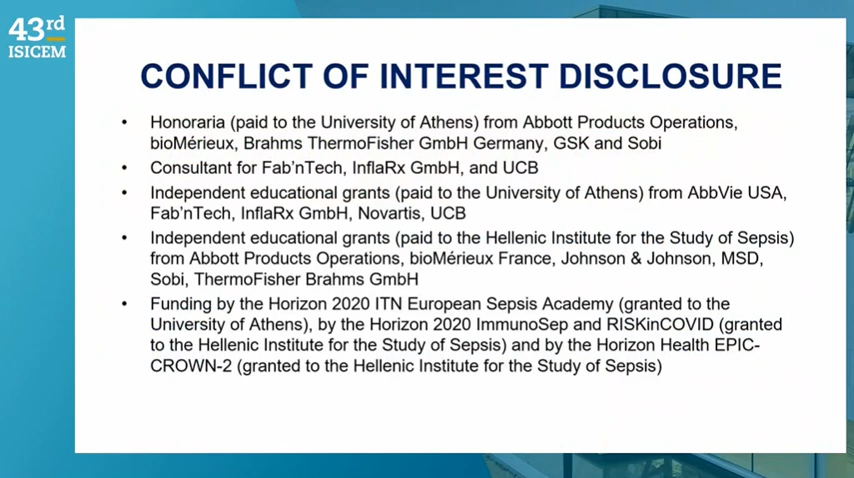 43rd
ISICEM
CONFLICT OF INTEREST DISCLOSURE
• Honoraria (paid to the University of Athens) from Abbott Products Operations,
bioMérieux, Brahms ThermoFisher GmbH Germany, GSK and Sobi
• Consultant for Fab’nTech, InflaRx GmbH, and UCB
• Independent educational grants (paid to the University of Athens) from AbbVie USA,
Fab’nTech, InflaRx GmbH, Novartis, UCB
• Independent educational grants (paid to the Hellenic Institute for the Study of Sepsis)
from Abbott Products Operations, bioMérieux France, Johnson & Johnson, MSD,
Sobi, ThermoFisher Brahms GmbH
• Funding by the Horizon 2020 ITN European Sepsis Academy (granted to the
University of Athens), by the Horizon 2020 ImmunoSep and RISKinCOVID (granted
to the Hellenic Institute for the Study of Sepsis) and by the Horizon Health EPIC-
CROWN-2 (granted to the Hellenic Institute for the Study of Sepsis)